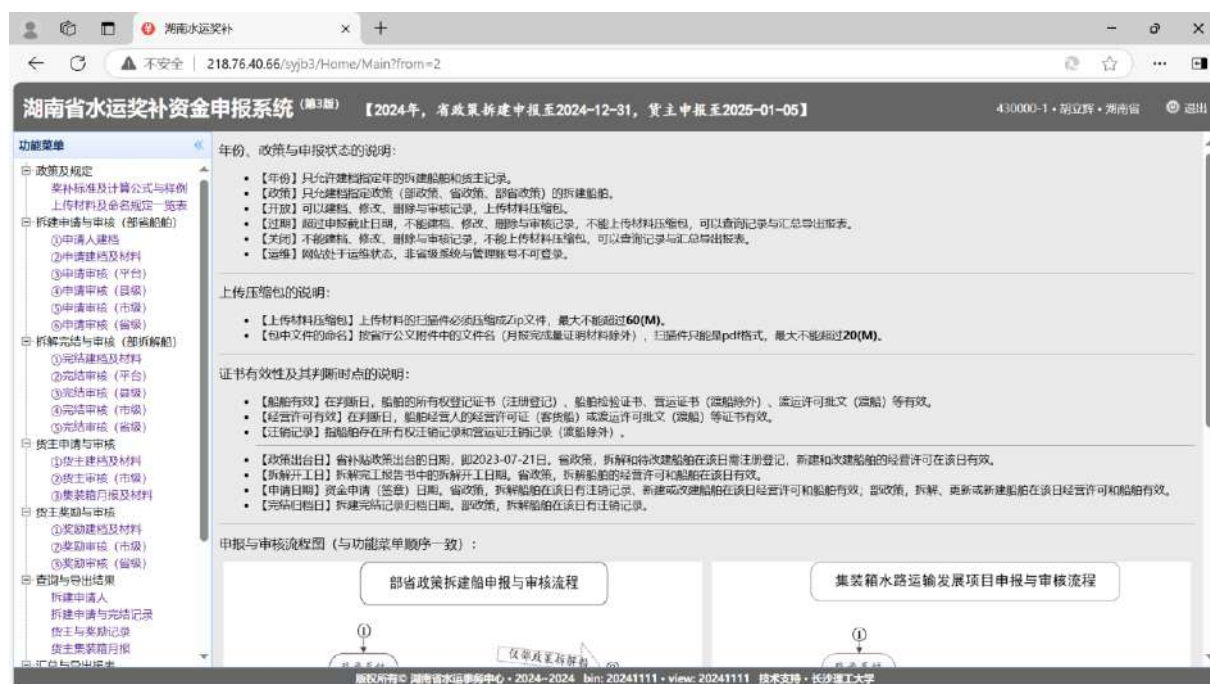 湖南水运奖补
不安全 218.76.40.66/syjb3/Home/Main?from=2
湖南省水运奖补资金申报系统 (第3版) 【2024年，省政策拆建申报至2024-12-31，货主申报至2025-01-05】 430000-1·胡立辉·湖南省 退出
功能菜单
政策及规定
奖补标准及计算公式与样例
上传材料及命名规定一览表
拆建申请与审核（部省船舶）
①申请人建档
②申请建档及材料
③申请审核（平台）
④申请审核（县级）
⑤申请审核（市级）
⑥申请审核（省级）
拆解完结与审核（部拆解船）
①完结建档及材料
②完结审核（平台）
③完结审核（县级）
④完结审核（市级）
⑤完结审核（省级）
货主申请与审核
①货主建档及材料
②货主审核（市级）
③集装箱月报及材料
货主奖励与审核
①奖励建档及材料
②奖励审核（市级）
③奖励审核（省级）
查询与导出结果
拆建申请人
拆建申请与完结记录
货主与奖励记录
货主集装箱月报
汇总与导出报表
年份、政策与申报状态的说明：
• 【年份】只允许建档指定年的拆建船舶和货主记录。
• 【政策】只允建档指定政策（部政策、省政策、部省政策）的拆建船舶。
• 【开放】可以建档、修改、删除与审核记录，上传材料压缩包。
• 【过期】超过申报截止日期，不能建档、修改、删除与审核记录，不能上传材料压缩包，可以查询记录与汇总导出报表。
• 【关闭】不能建档、修改、删除与审核记录，不能上传材料压缩包，可以查询记录与汇总导出报表。
• 【运维】网站处于运维状态，非省级系统与管理账号不可登录。
上传压缩包的说明：
• 【上传材料压缩包】上传材料的扫描件必须压缩成Zip文件，最大不能超过60(M)。
• 【包中文件的命名】按省厅公文附件中的文件名（月报完成量证明材料除外），扫描件只能是pdf格式，最大不能超过20(M)。
证书有效性及其判断时点的说明：
• 【船舶有效】在判断日，船舶的所有权登记证书（注册登记）、船舶检验证书、营运证书（渡船除外）、渡运许可批文（渡船）等有效。
• 【经营许可有效】在判断日，船舶经营人的经营许可证（客货船）或渡运许可批文（渡船）等证书有效。
• 【注销记录】指船舶存在所有权注销记录和营运证注销记录（渡船除外）。
• 【政策出台日】省补贴政策出台的日期，即2023-07-21日。省政策，拆解和待改建船舶在该日需注册登记，新建和改建船舶的经营许可在该日有效。
• 【拆解开工日】拆解完工报告书中的拆解开工日期。省政策，拆解船舶的经营许可和船舶在该日有效。
• 【申请日期】资金申请（签章）日期。省政策，拆解船舶在该日有注销记录、新建或改建船舶在该日经营许可和船舶有效；部政策，拆解、更新或新建船舶在该日经营许可和船舶有效。
• 【完结归档日】拆建完结记录归档日期。部政策，拆解船舶在该日有注销记录。
申报与审核流程图（与功能菜单顺序一致）：
部省政策拆建船申报与审核流程
集装箱水路运输发展项目申报与审核流程
① ①
仅部政策拆解船
版权所有© 湖南省水运事务中心·2024-2024 bin: 20241111·view: 20241111 技术支持·长沙理工大学